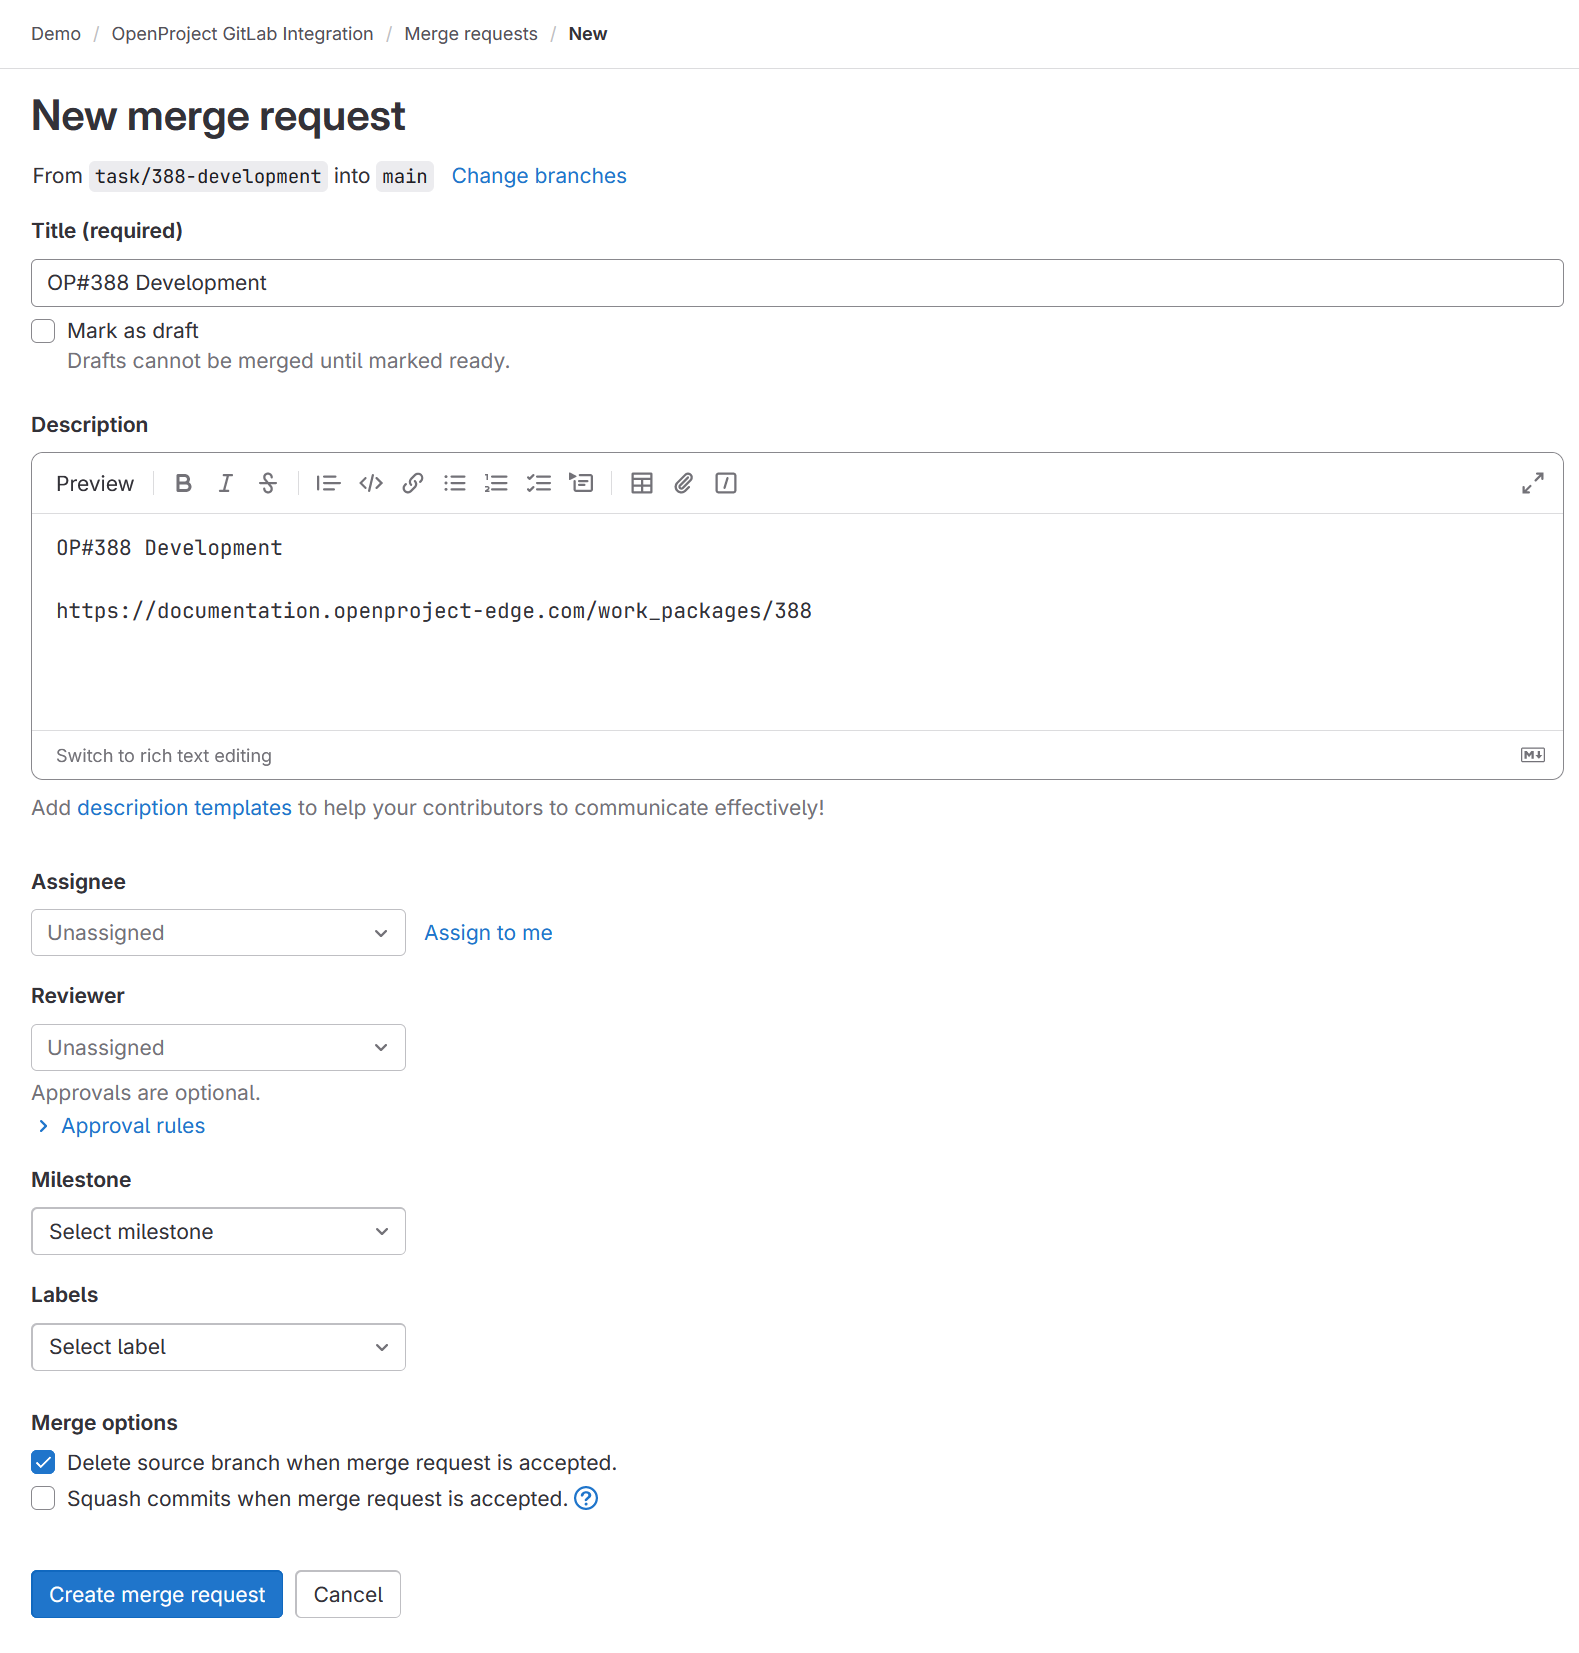 Demo / OpenProject GitLab Integration / Merge requests / New
New merge request
From task/388-development into main Change branches
Title (required)
OP#388 Development
Mark as draft
Drafts cannot be merged until marked ready.
Description
Preview
OP#388 Development
https://documentation.openproject-edge.com/work_packages/388
Switch to rich text editing
Add description templates to help your contributors to communicate effectively!
Assignee
Unassigned Assign to me
Reviewer
Unassigned
Approvals are optional.
Approval rules
Milestone
Select milestone
Labels
Select label
Merge options
Delete source branch when merge request is accepted.
Squash commits when merge request is accepted.
Create merge request Cancel